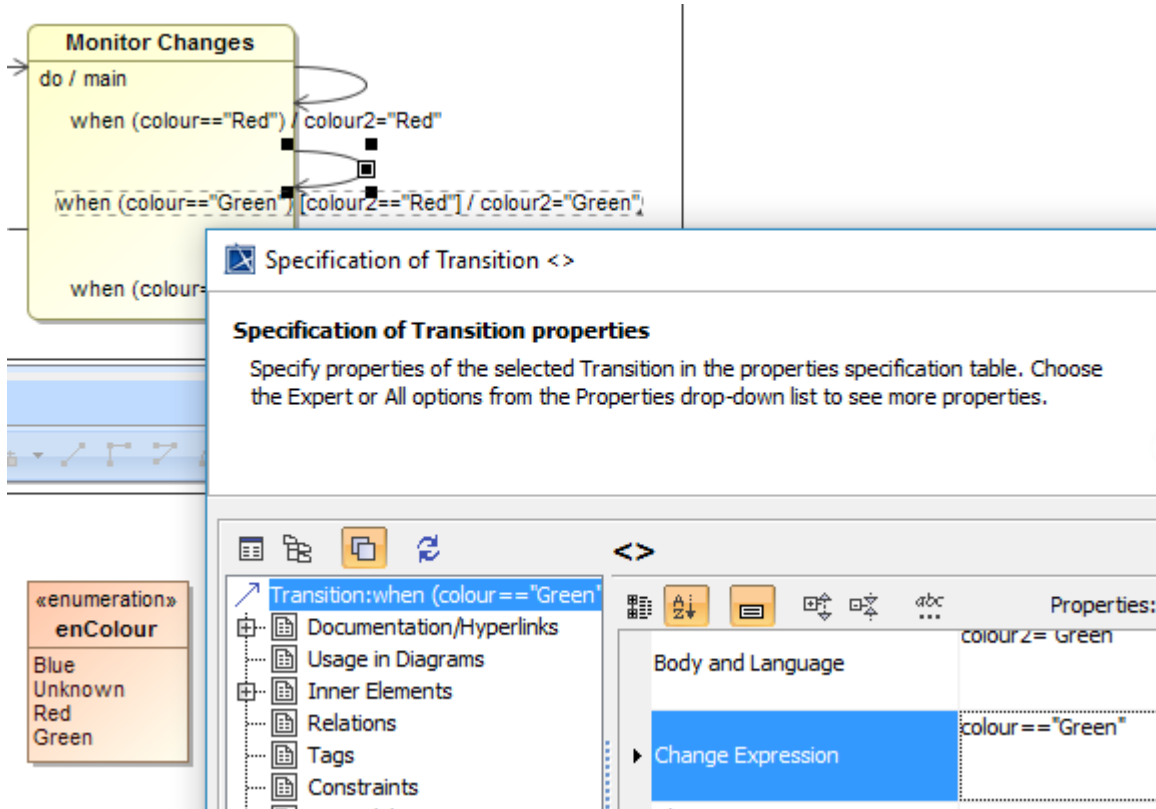 Monitor Changes
do / main
when (colour=="Red") / colour2="Red"
when (colour=="Green") [colour2=="Red"] / colour2="Green";
when (colour=
Specification of Transition <>
Specification of Transition properties
Specify properties of the selected Transition in the properties specification table. Choose
the Expert or All options from the Properties drop-down list to see more properties.
<>
Transition:when (colour=="Green"
Documentation/Hyperlinks
Usage in Diagrams
Inner Elements
Relations
Tags
Constraints
Properties:
colour2="Green"
Body and Language
Change Expression
colour=="Green"
«enumeration»
enColour
Blue
Unknown
Red
Green
abc